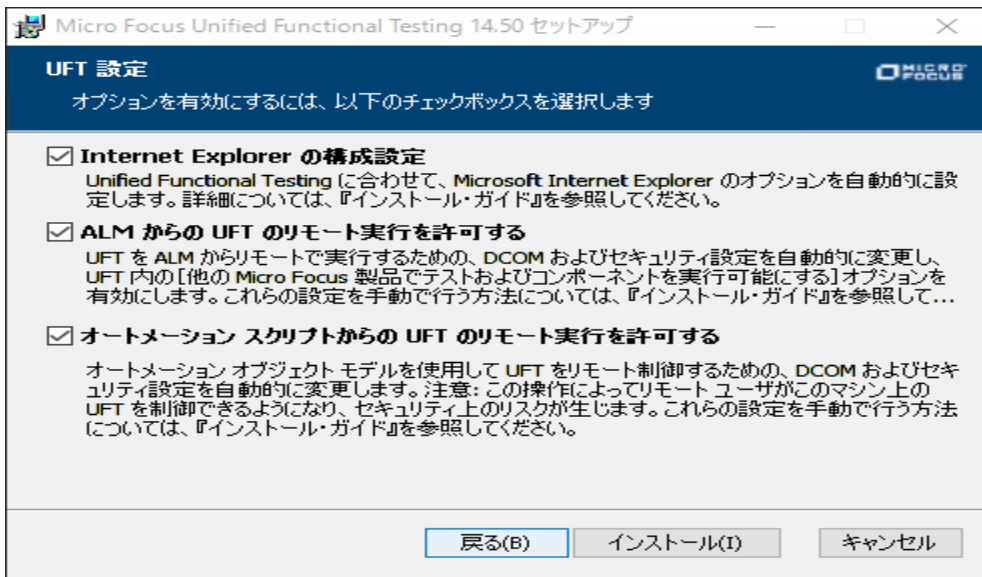 Micro Focus Unified Functional Testing 14.50 セットアップ
UFT 設定
MICRO
FOCUS
オプションを有効にするには、以下のチェックボックスを選択します
Internet Explorer の構成設定
Unified Functional Testing に合わせて、Microsoft Internet Explorer のオプションを自動的に設
定します。詳細については、『インストール・ガイド』を参照してください。
ALM からの UFT のリモート実行を許可する
UFT を ALM からリモートで実行するための、DCOM およびセキュリティ設定を自動的に変更し、
UFT 内の[他の Micro Focus 製品でテストおよびコンポーネントを実行可能にする]オプションを
有効にします。これらの設定を手動で行う方法については、『インストール・ガイド』を参照して...
オートメーション スクリプトからの UFT のリモート実行を許可する
オートメーション オブジェクト モデルを使用して UFT をリモート制御するための、DCOM およびセキ
ュリティ設定を自動的に変更します。注意: この操作によってリモート ユーザがこのマシン上の
UFT を制御できるようになり、セキュリティ上のリスクが生じます。これらの設定を手動で行う方法
については、『インストール・ガイド』を参照してください。
戻る(B)
インストール(I)
キャンセル